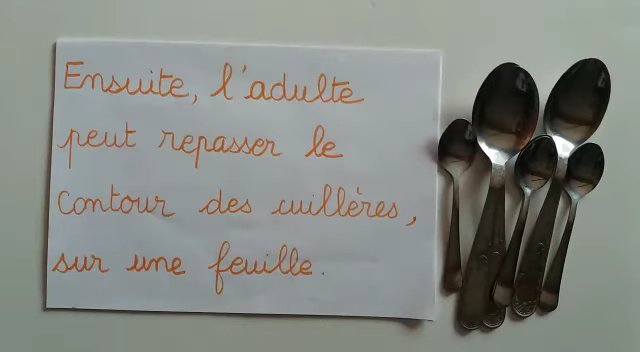 Ensuite, l'adulte
peut repasser le
contour des cuillères,
sur une feuille.